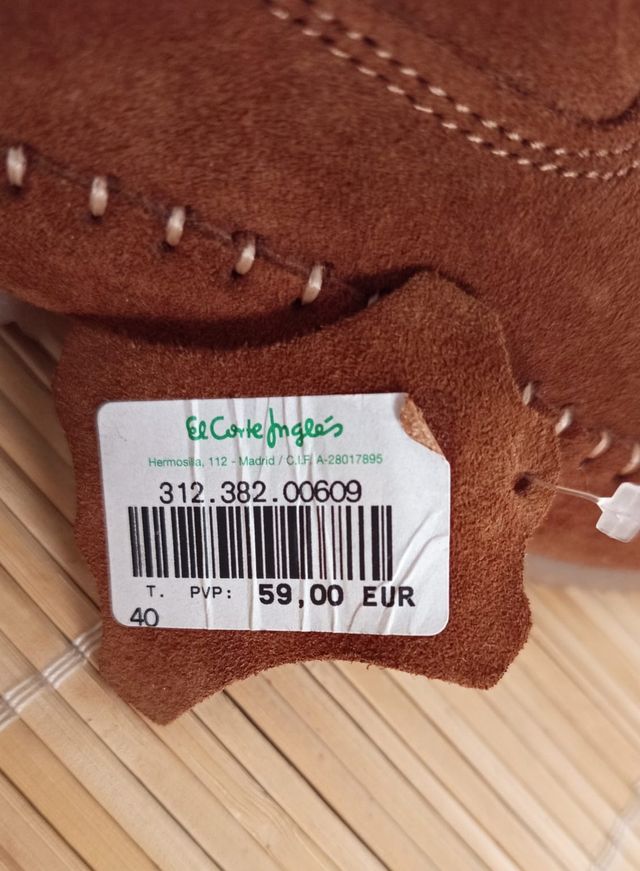 El Corte Inglés
Hermosilla, 112 - Madrid / C.I.F. A-28017895
312.382.00609
T. PVP: 59,00 EUR
40